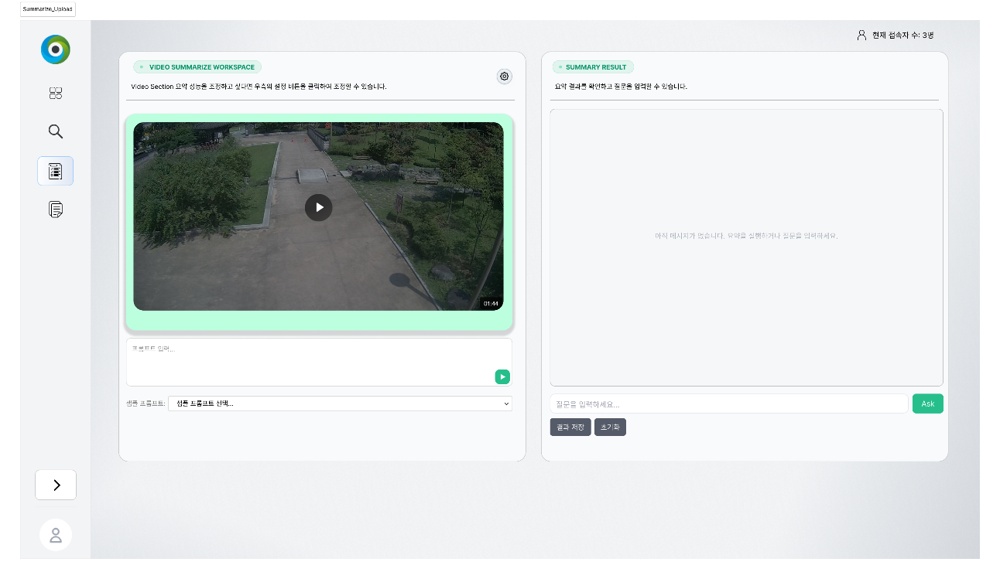 Summarize_Upload
현재 접속자 수: 3명
VIDEO SUMMARIZE WORKSPACE
Video Section 요약 성능을 조정하고 싶다면 우측의 설정 버튼을 클릭하여 조정할 수 있습니다.
01:44
프롬프트 입력...
샘플 프롬프트:
샘플 프롬프트 선택...
SUMMARY RESULT
요약 결과를 확인하고 질문을 입력할 수 있습니다.
아직 메시지가 없습니다. 요약을 실행하거나 질문을 입력하세요.
질문을 입력하세요...
Ask
결과 저장
초기화